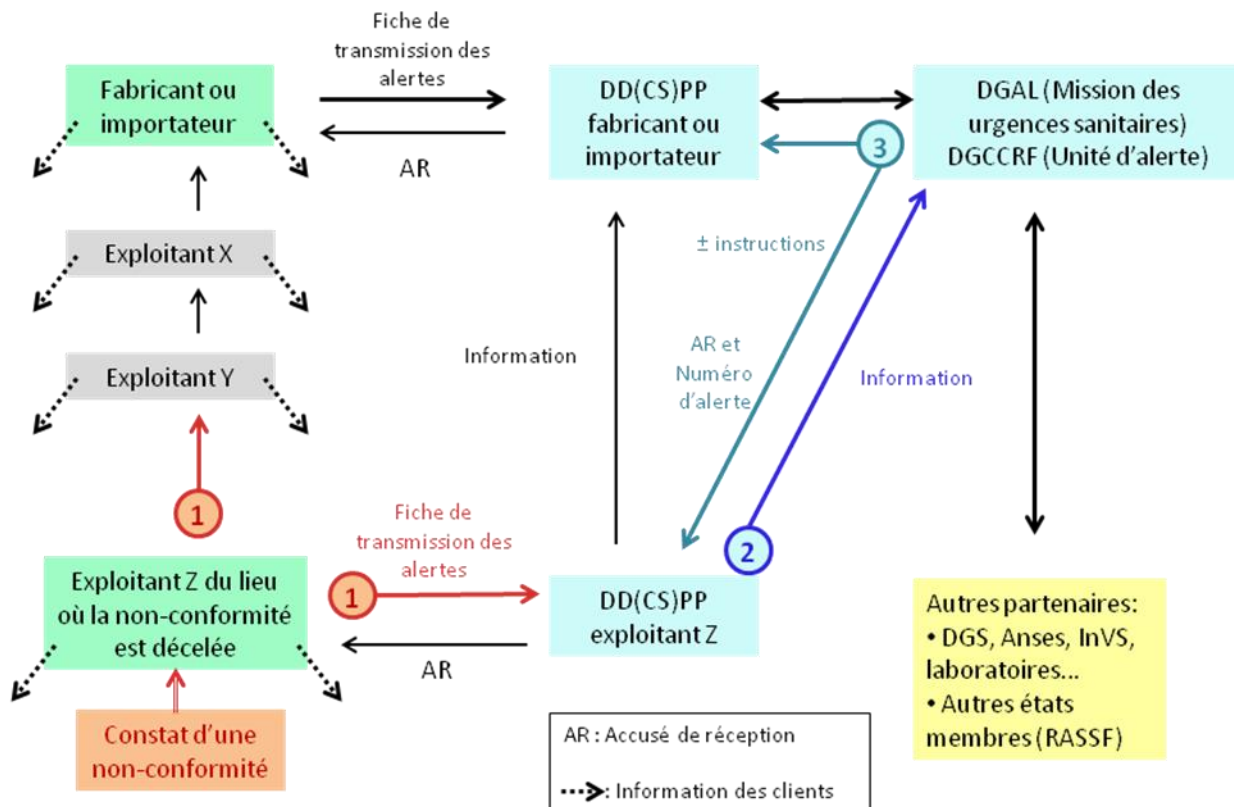 Fiche de
transmission des
alertes
Fabricant ou
importateur
AR
DD(CS)PP
fabricant ou
importateur
DGAL (Mission des
urgences sanitaires)
DGCCRF (Unité d'alerte)
3
Exploitant X
± instructions
Exploitant Y
Information
AR et
Numéro
d'alerte
Information
1
Fiche de
transmission des
alertes
1
2
Exploitant Z du lieu
où la non-conformité
est décelée
AR
DD(CS)PP
exploitant Z
Autres partenaires:
• DGS, Anses, InVS,
laboratoires...
• Autres états
membres (RASSF)
Constat d'une
non-conformité
AR : Accusé de réception
: Information des clients